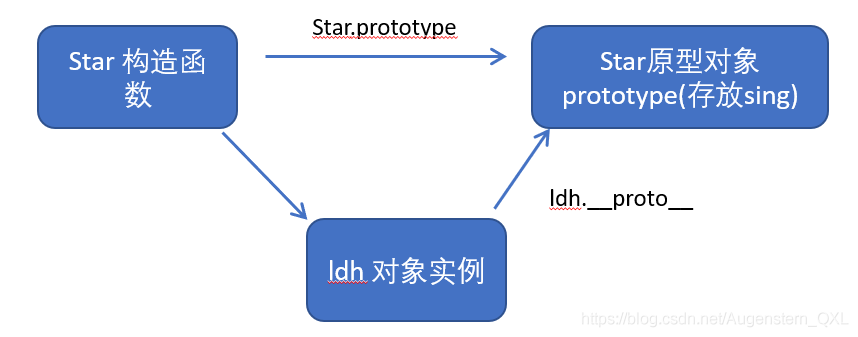 Star.prototype
Star 构造函
数
Star原型对象
prototype(存放sing)
ldh.__proto__
ldh 对象实例
https://blog.csdn.net/Augenstern_QXL